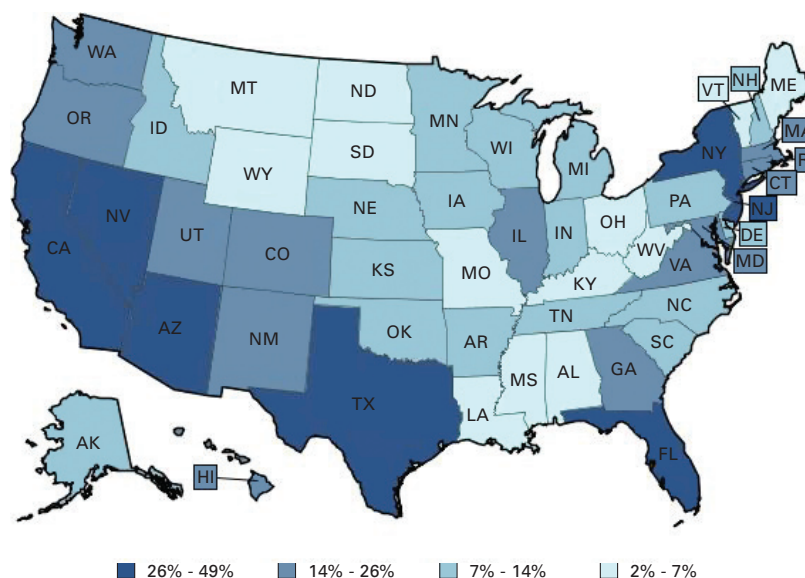 WA
MT
ND
MN
VT
NH
ME
OR
ID
WY
SD
WI
MI
NY
MA
R
CT
NJ
NV
CA
UT
CO
NE
IA
IL
IN
OH
PA
DE
MD
WV
VA
KS
MO
KY
AZ
NM
OK
AR
TN
NC
SC
MS
AL
GA
TX
LA
FL
AK
HI
26% - 49%
14% - 26%
7% - 14%
2% - 7%